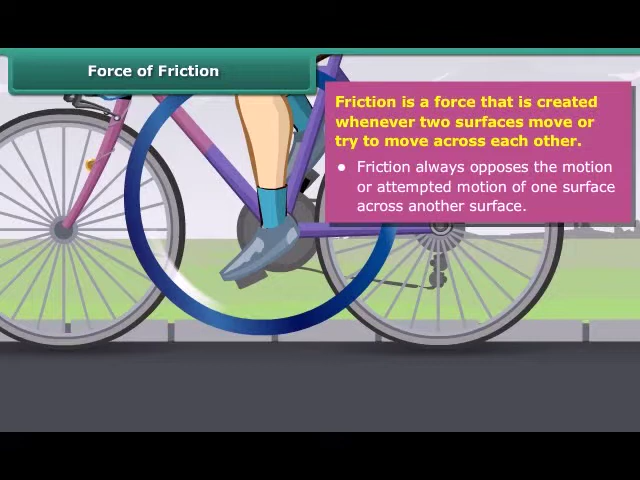 Force of Friction
Friction is a force that is created
whenever two surfaces move or
try to move across each other.
● Friction always opposes the motion
or attempted motion of one surface
across another surface.